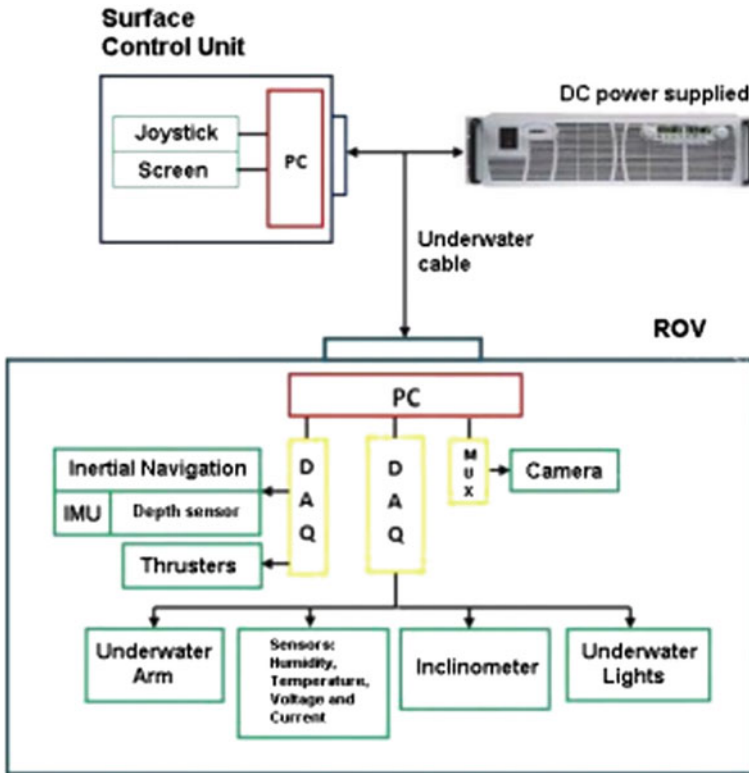 Surface
Control Unit
DC power supplied
Joystick
Screen
PC
Underwater
cable
ROV
PC
Inertial Navigation
IMU
Depth sensor
Thrusters
D
A
Q
D
A
Q
M
U
X
Camera
Underwater
Arm
Sensors:
Humidity,
Temperature,
Voltage and
Current
Inclinometer
Underwater
Lights